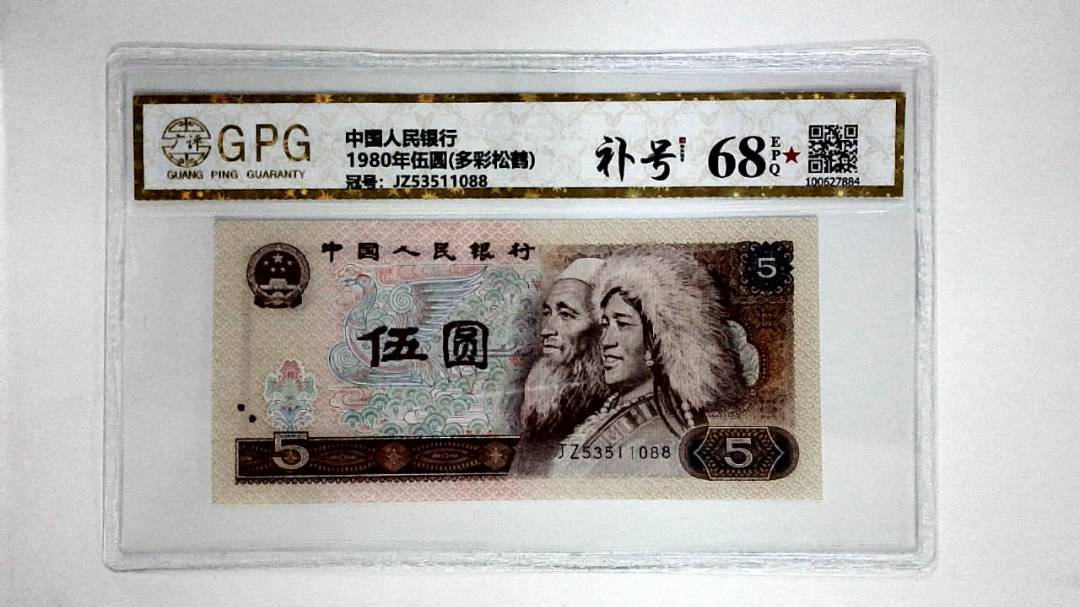 广评
GPG
GUANG PING GUARANTY
中国人民银行
1980年伍圆(多彩松鹤)
冠号：JZ53511088
补号
68
EPQ
100627884
中国人民银行
5
伍圆
JZ53511088
5
5